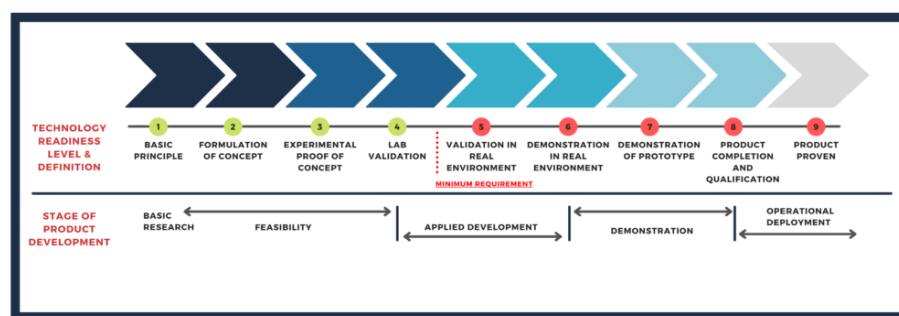 TECHNOLOGY
READINESS
LEVEL &
DEFINITION
1
BASIC
PRINCIPLE
2
FORMULATION
OF CONCEPT
3
EXPERIMENTAL
PROOF OF
CONCEPT
4
LAB
VALIDATION
5
VALIDATION IN
REAL
ENVIRONMENT
6
DEMONSTRATION
IN REAL
ENVIRONMENT
7
DEMONSTRATION
OF PROTOTYPE
8
PRODUCT
COMPLETION
AND
QUALIFICATION
9
PRODUCT
PROVEN
MINIMUM REQUIREMENT
STAGE OF
PRODUCT
DEVELOPMENT
BASIC
RESEARCH
FEASIBILITY
APPLIED DEVELOPMENT
DEMONSTRATION
OPERATIONAL
DEPLOYMENT